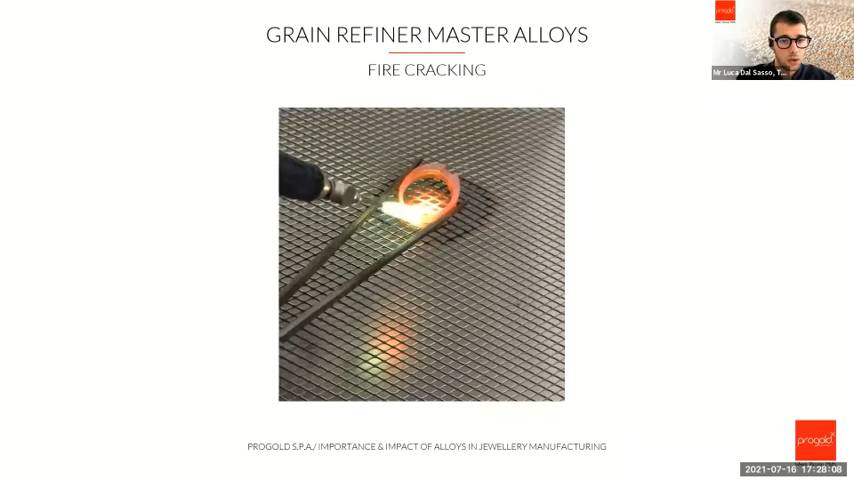 GRAIN REFINER MASTER ALLOYS
FIRE CRACKING
progold
Mr Luca Dal Sasso, T...
PROGOLD S.P.A./ IMPORTANCE & IMPACT OF ALLOYS IN JEWELLERY MANUFACTURING
progold
2021-07-16 17:28:08